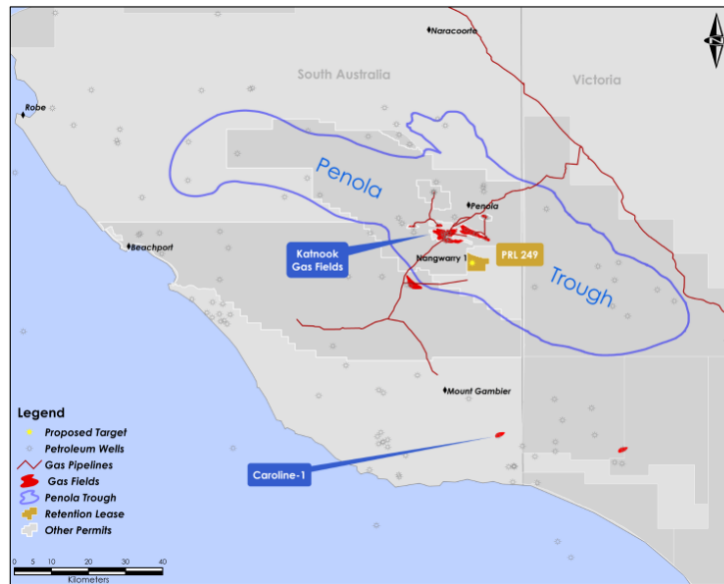 Naracoorte
N
South Australia
Victoria
Robe
Penola
Penola
Beachport
Katnook
Gas Fields
Nangwarry 1
PRL 249
Trough
Mount Gambier
Legend
Proposed Target
Petroleum Wells
Gas Pipelines
Gas Fields
Penola Trough
Retention Lease
Other Permits
Caroline-1
0 5 10 20 30 40
Kilometers